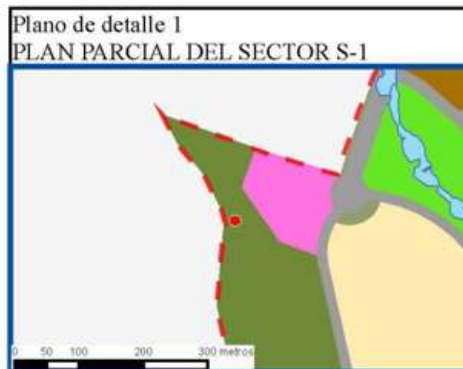 Plano de detalle 1
PLAN PARCIAL DEL SECTOR S-1
0 50 100 200 300 metros